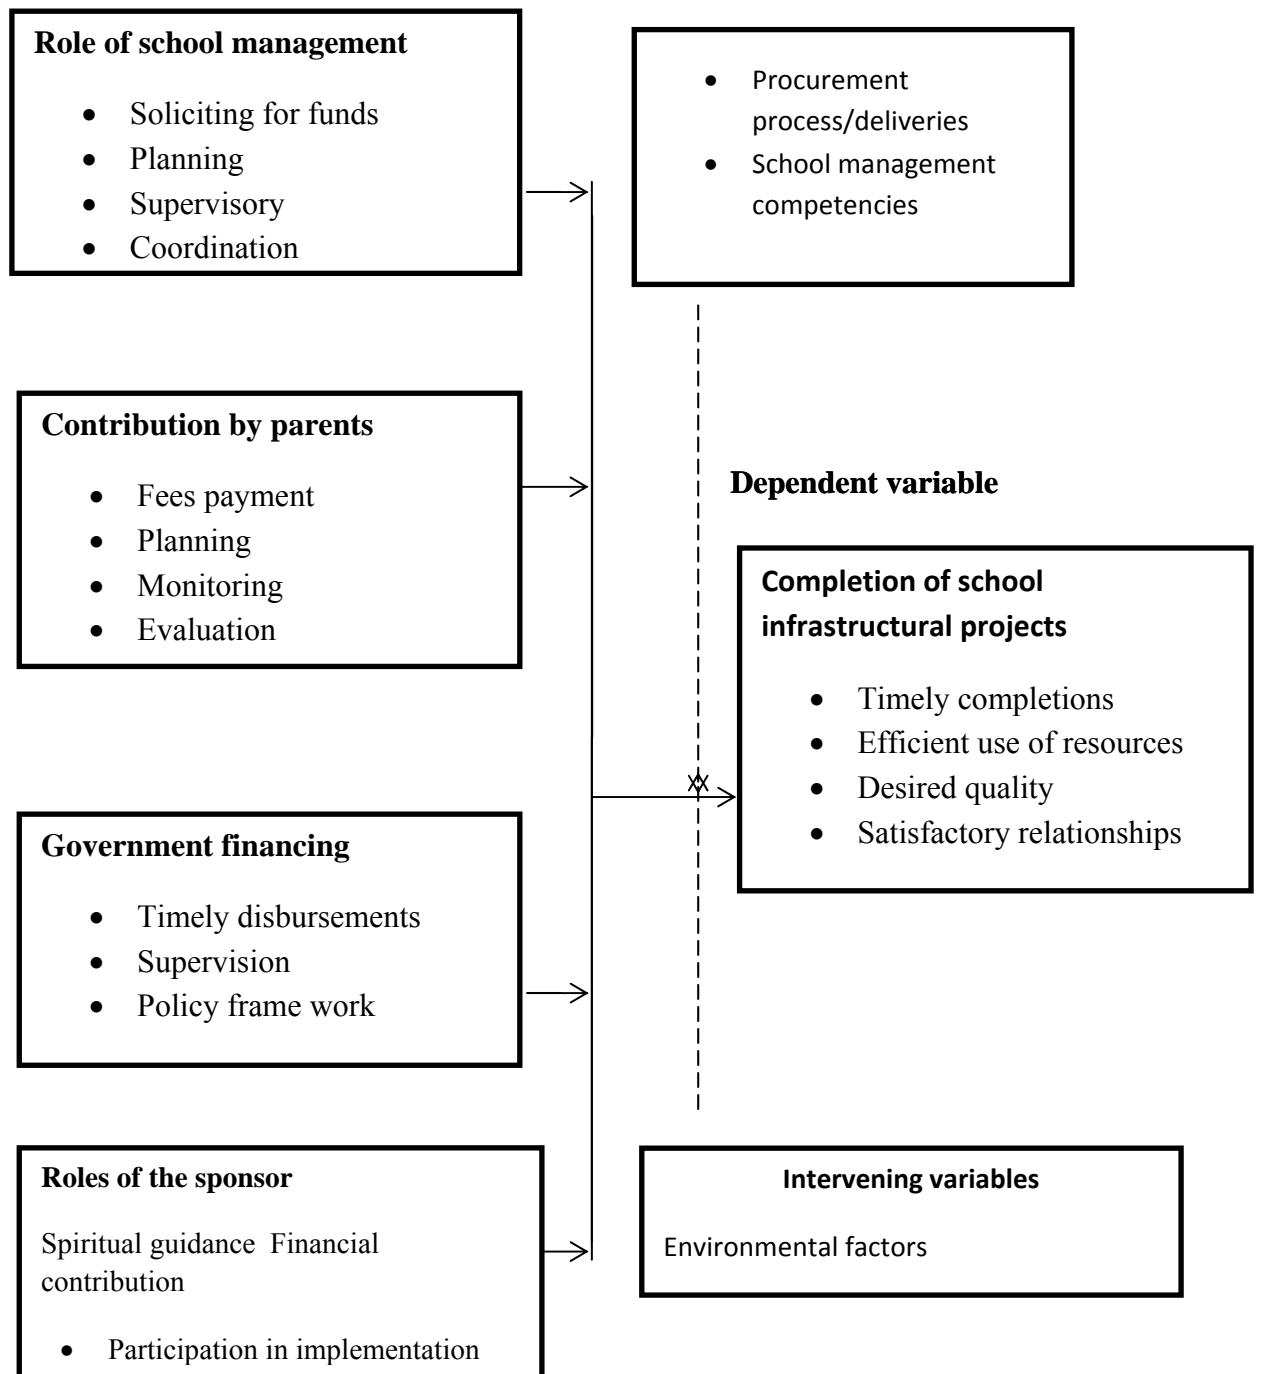 Role of school management
• Soliciting for funds
• Planning
• Supervisory
• Coordination
• Procurement
process/deliveries
• School management
competencies
Contribution by parents
• Fees payment
• Planning
• Monitoring
• Evaluation
Dependent variable
Completion of school
infrastructural projects
• Timely completions
• Efficient use of resources
• Desired quality
• Satisfactory relationships
Government financing
• Timely disbursements
• Supervision
• Policy frame work
Roles of the sponsor
Spiritual guidance Financial
contribution
• Participation in implementation
Intervening variables
Environmental factors